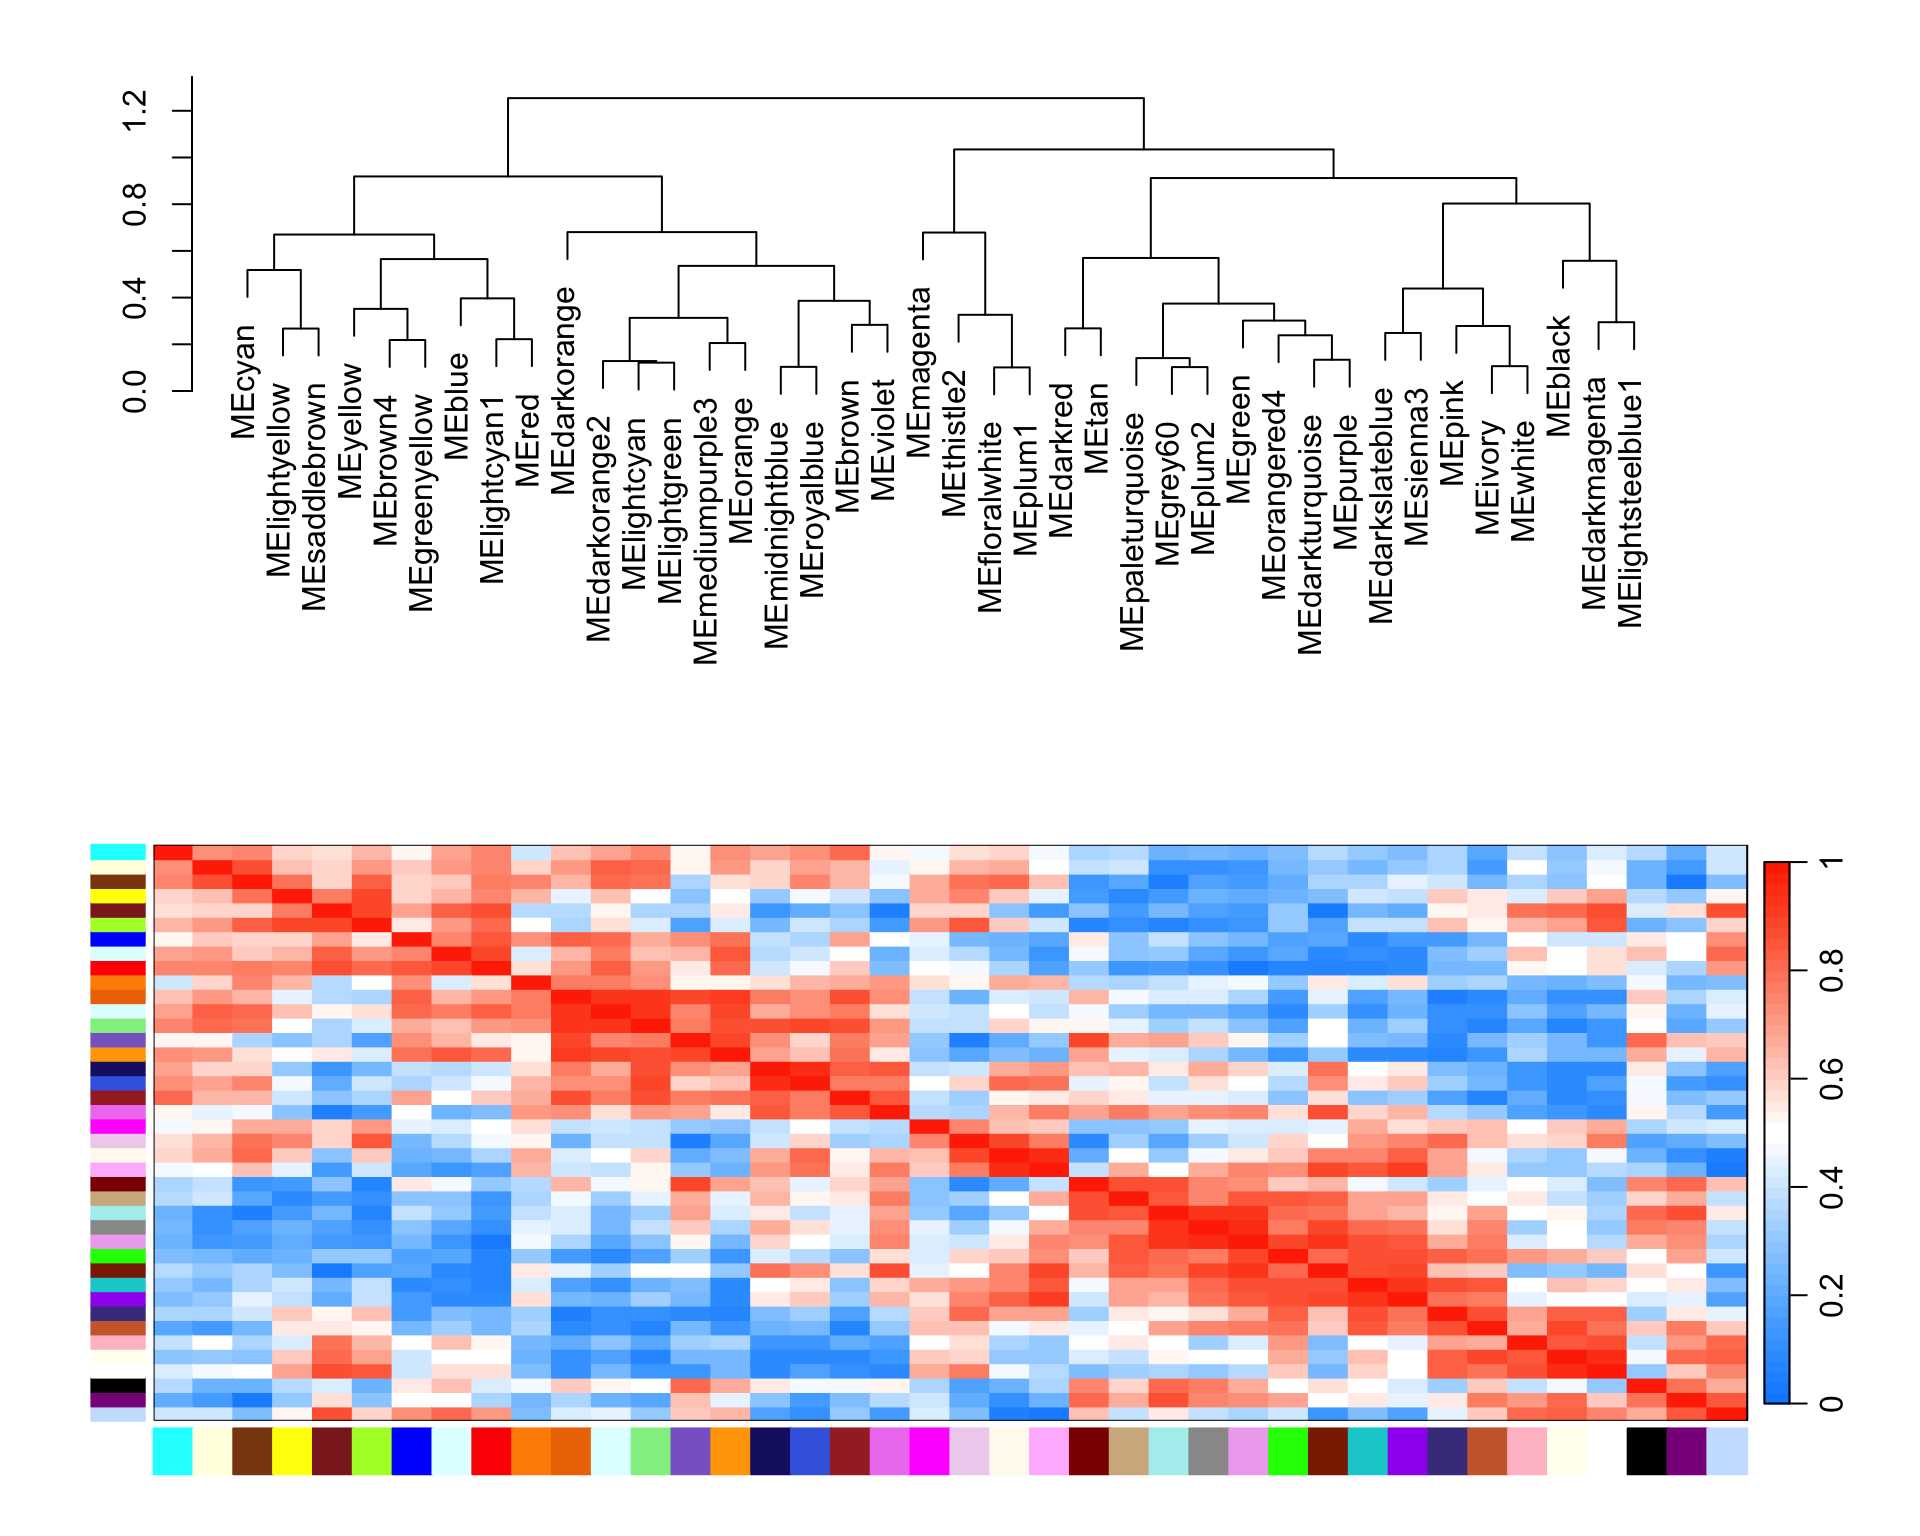 1.2
0.8
0.4
0.0
MEcyan
MElightyellow
MEsaddlebrown
MEyellow
MEbrown4
MEgreenyellow
MEblue
MElightcyan1
MEred
MEdarkorange
MEdarkorange2
MElightcyan
MElightgreen
MEmediumpurple3
MEorange
MEmidnightblue
MEroyalblue
MEbrown
MEviolet
MEmagenta
MEthistle2
MEfloralwhite
MEplum1
MEdarkred
MEtan
MEpaleturquoise
MEgrey60
MEplum2
MEgreen
MEorangered4
MEdarkturquoise
MEpurple
MEdarkslateblue
MEsienna3
MEpink
MEivory
MEwhite
MEblack
MEdarkmagenta
MElightsteelblue1
1
0.8
0.6
0.4
0.2
0